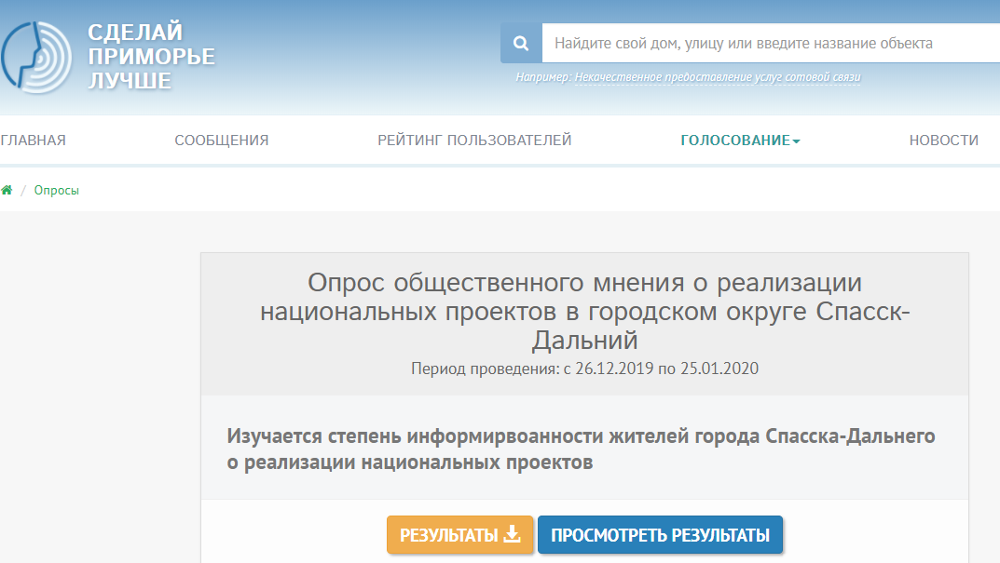 СДЕЛАЙ
ПРИМОРЬЕ
ЛУЧШЕ
Найдите свой дом, улицу или введите название объекта
Например: Некачественное предоставление услуг сотовой связи
ГЛАВНАЯ СООБЩЕНИЯ РЕЙТИНГ ПОЛЬЗОВАТЕЛЕЙ ГОЛОСОВАНИЕ НОВОСТИ
/ Опросы
Опрос общественного мнения о реализации
национальных проектов в городском округе Спасск-
Дальний
Период проведения: с 26.12.2019 по 25.01.2020
Изучается степень информирвоанности жителей города Спасска-Дальнего
о реализации национальных проектов
РЕЗУЛЬТАТЫ ПРОСМОТРЕТЬ РЕЗУЛЬТАТЫ